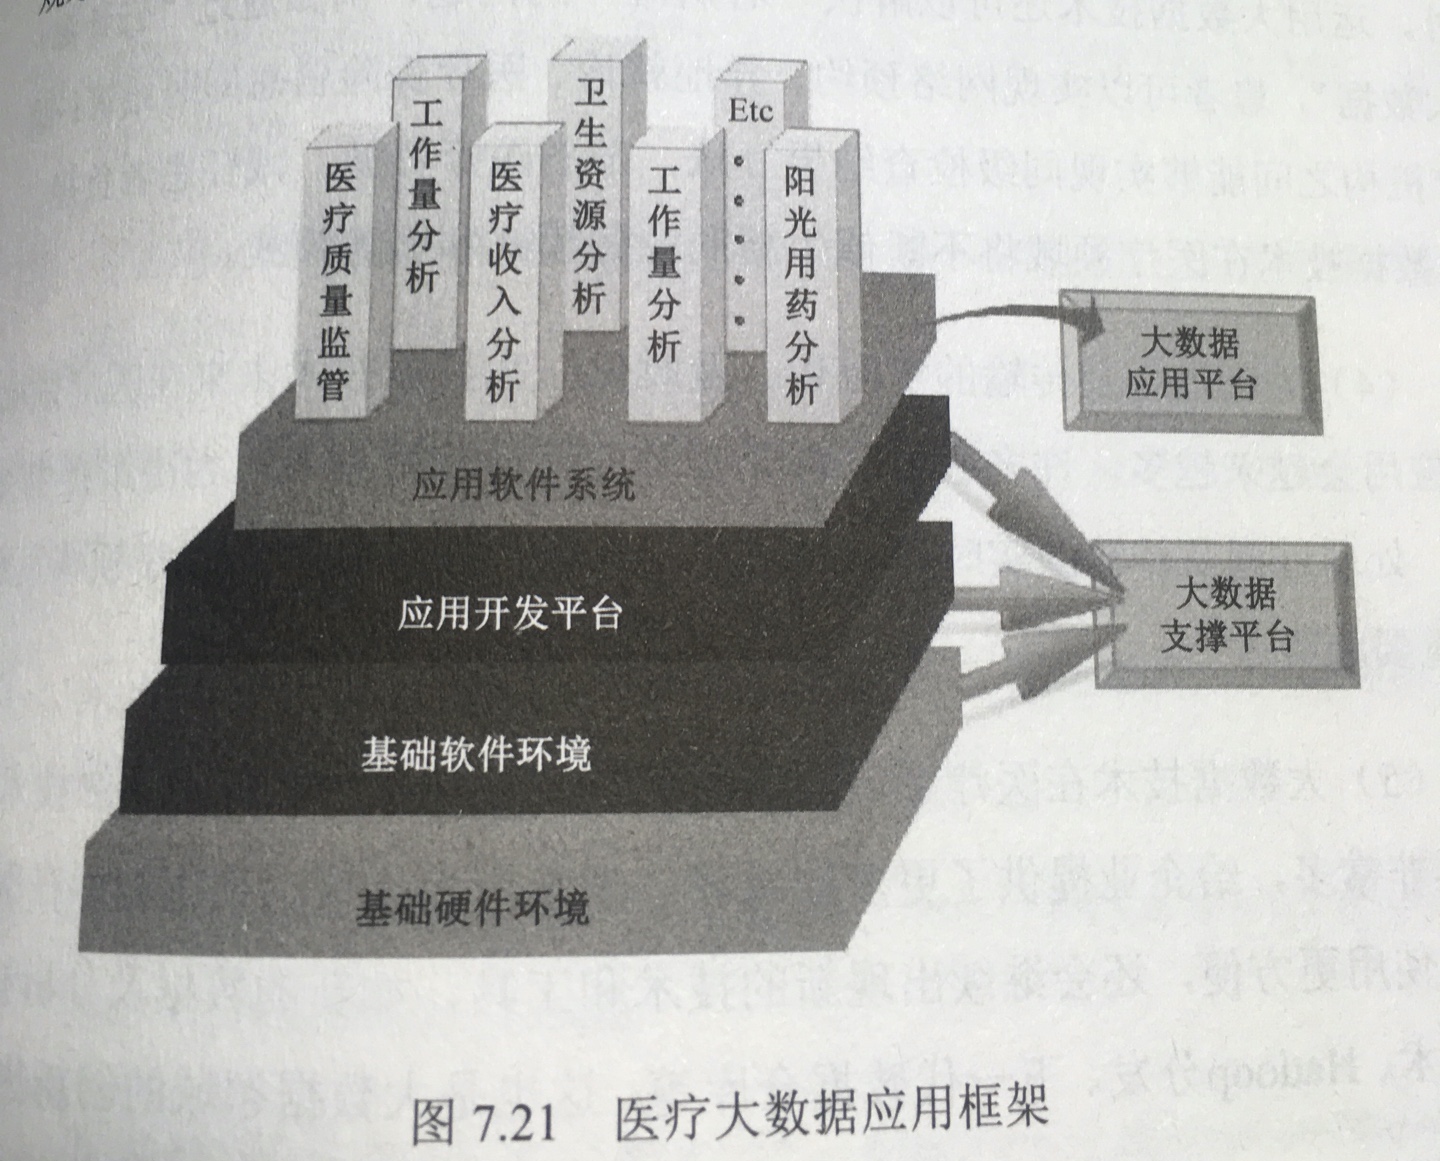 工作量分析
卫生资源分析
Etc
医疗质量监管
医疗收入分析
工作量分析
阳光用药分析
大数据
应用平台
应用软件系统
应用开发平台
大数据
支撑平台
基础软件环境
基础硬件环境
图 7.21 医疗大数据应用框架